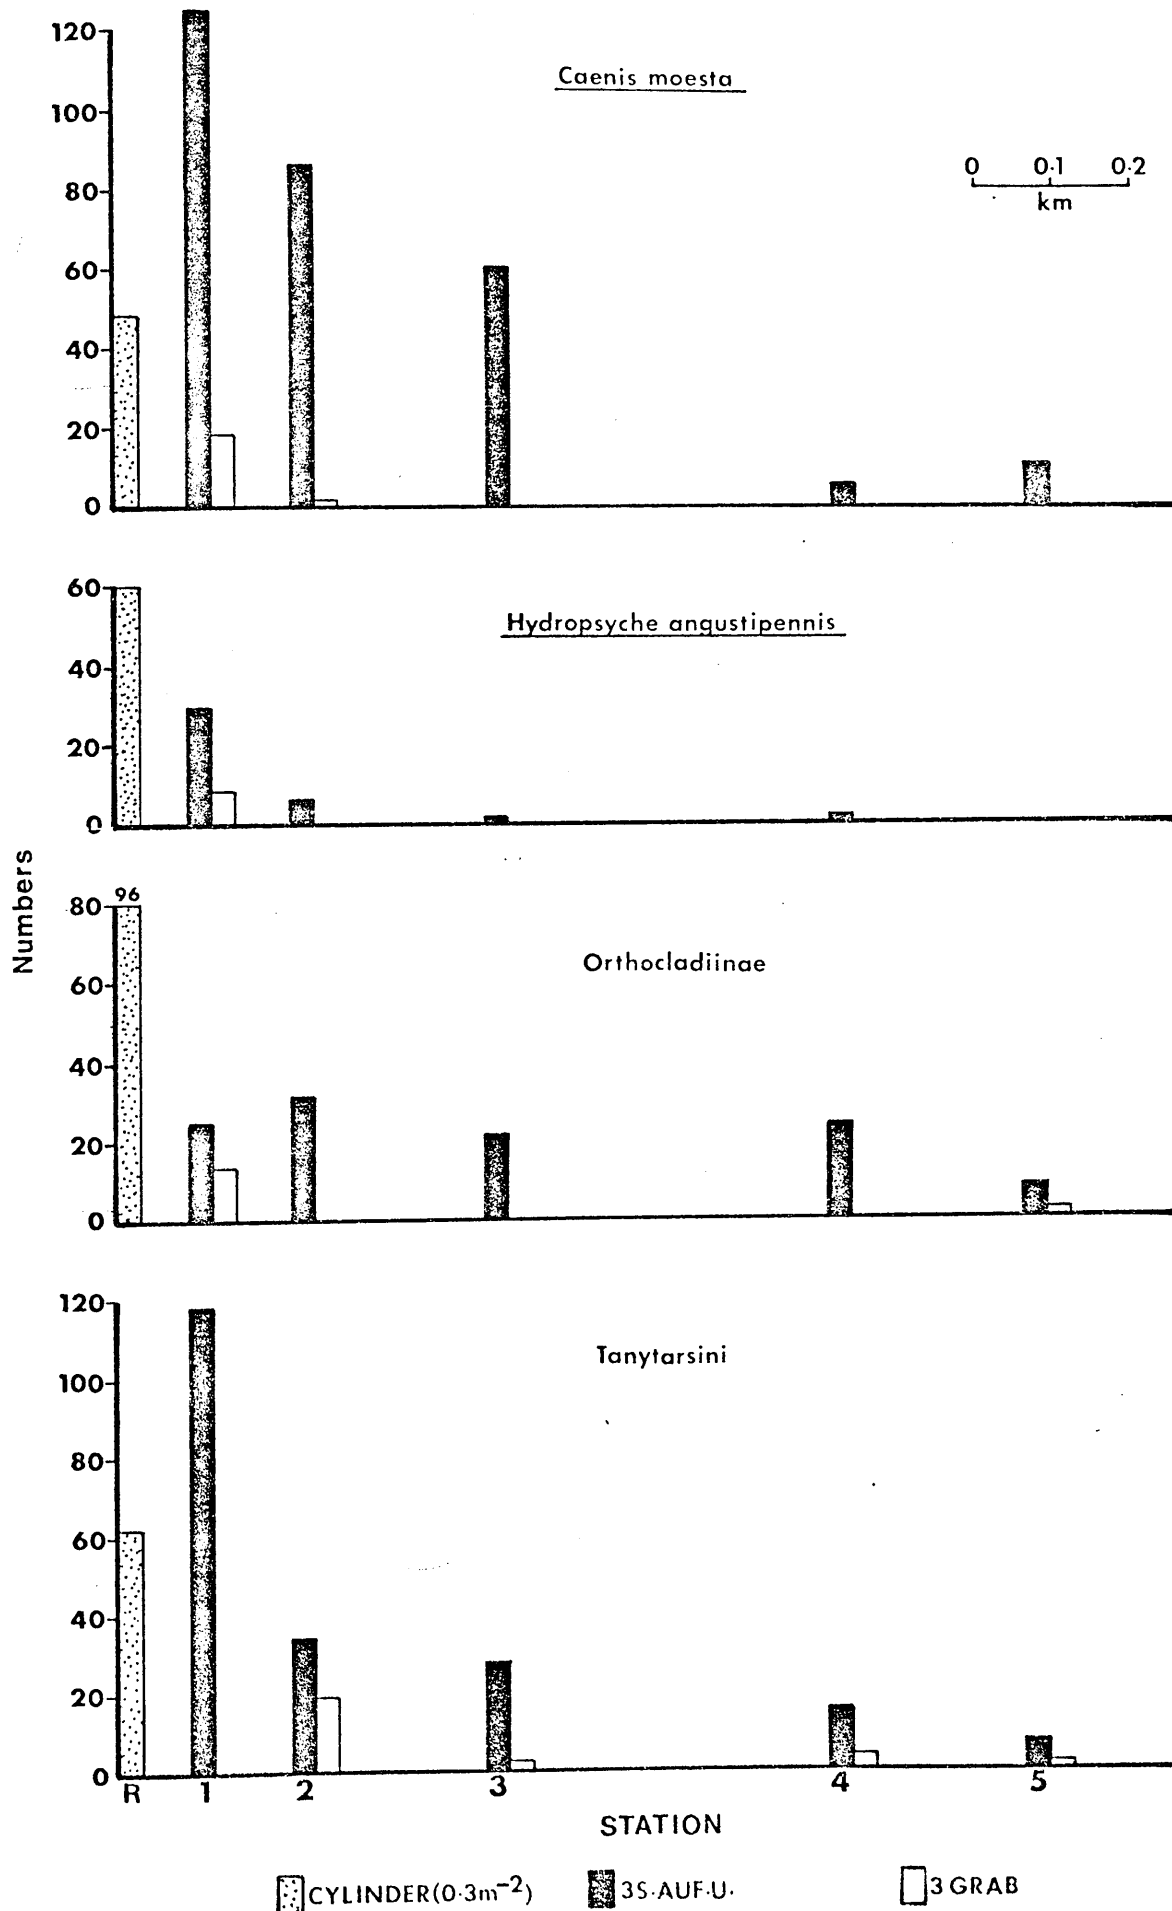 Caenis moesta
120
100
80
60
40
20
0
0 0·1 0·2
km
Hydropsyche angustipennis
60
40
20
0
Numbers
Orthocladiinae
96
80
60
40
20
0
Tanytarsini
120
100
80
60
40
20
0
R 1 2 3 4 5
STATION
CYLINDER(0·3m⁻²) 3S·AUF·U. 3 GRAB